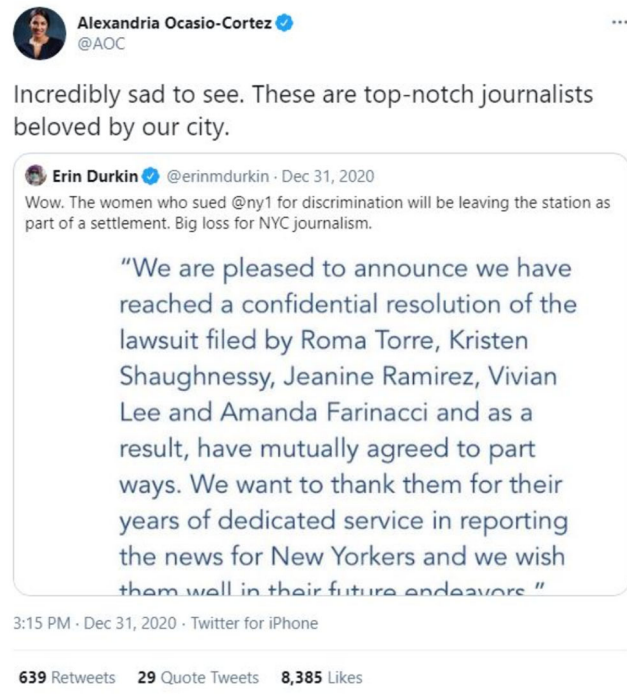 Alexandria Ocasio-Cortez
@AOC
Incredibly sad to see. These are top-notch journalists
beloved by our city.
Erin Durkin @erinmdurkin · Dec 31, 2020
Wow. The women who sued @ny1 for discrimination will be leaving the station as
part of a settlement. Big loss for NYC journalism.
“We are pleased to announce we have
reached a confidential resolution of the
lawsuit filed by Roma Torre, Kristen
Shaughnessy, Jeanine Ramirez, Vivian
Lee and Amanda Farinacci and as a
result, have mutually agreed to part
ways. We want to thank them for their
years of dedicated service in reporting
the news for New Yorkers and we wish
them well in their future endeavors.”
3:15 PM · Dec 31, 2020 · Twitter for iPhone
639 Retweets 29 Quote Tweets 8,385 Likes